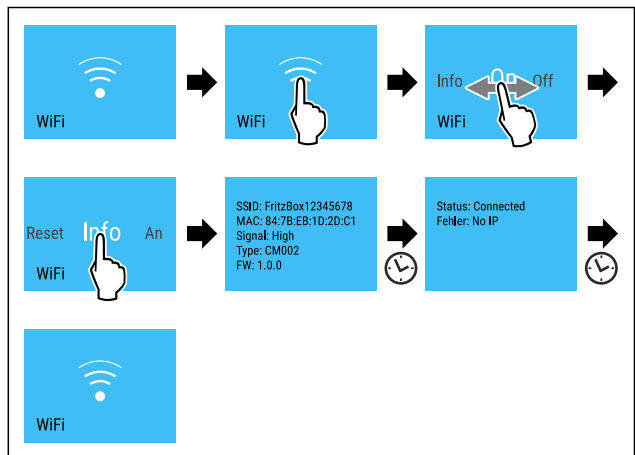 WiFi
WiFi
Info On Off
WiFi
Reset Info An
WiFi
SSID: FritzBox12345678
MAC: 84:7B:EB:1D:2D:C1
Signal: High
Type: CM002
FW: 1.0.0
Status: Connected
Fehler: No IP
WiFi